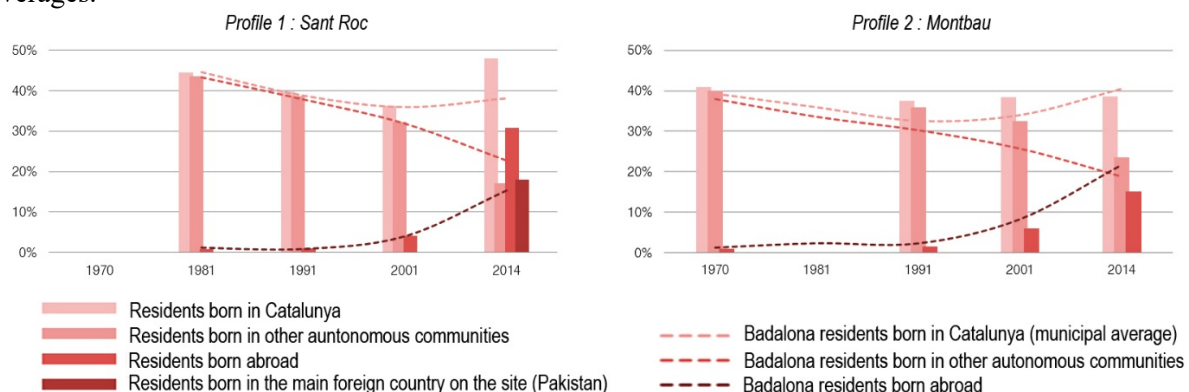 verages.
Profile 1 : Sant Roc
Profile 2 : Montbau
50%
40%
30%
20%
10%
0%
1970
1981
1991
2001
2014
50%
40%
30%
20%
10%
0%
1970
1981
1991
2001
2014
Residents born in Catalunya
Residents born in other auntonomous communities
Residents born abroad
Residents born in the main foreign country on the site (Pakistan)
Badalona residents born in Catalunya (municipal average)
Badalona residents born in other autonomous communities
Badalona residents born abroad